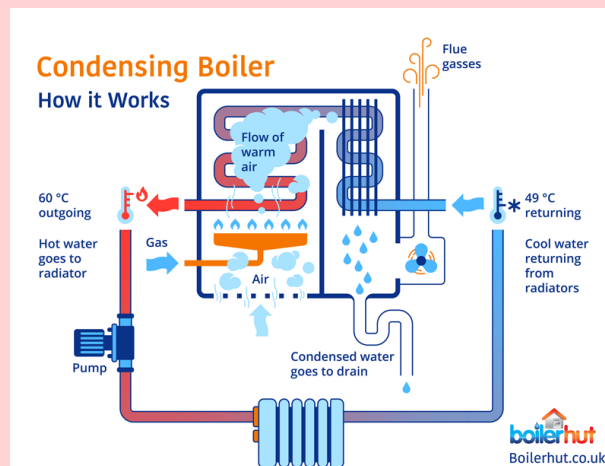 Condensing Boiler
How it Works
Flue
gasses
Flow of
warm
air
60 °C
outgoing
49 °C
returning
Hot water
goes to
radiator
Gas
Air
Cool water
returning
from
radiators
Pump
Condensed water
goes to drain
boilerhut
Boilerhut.co.uk